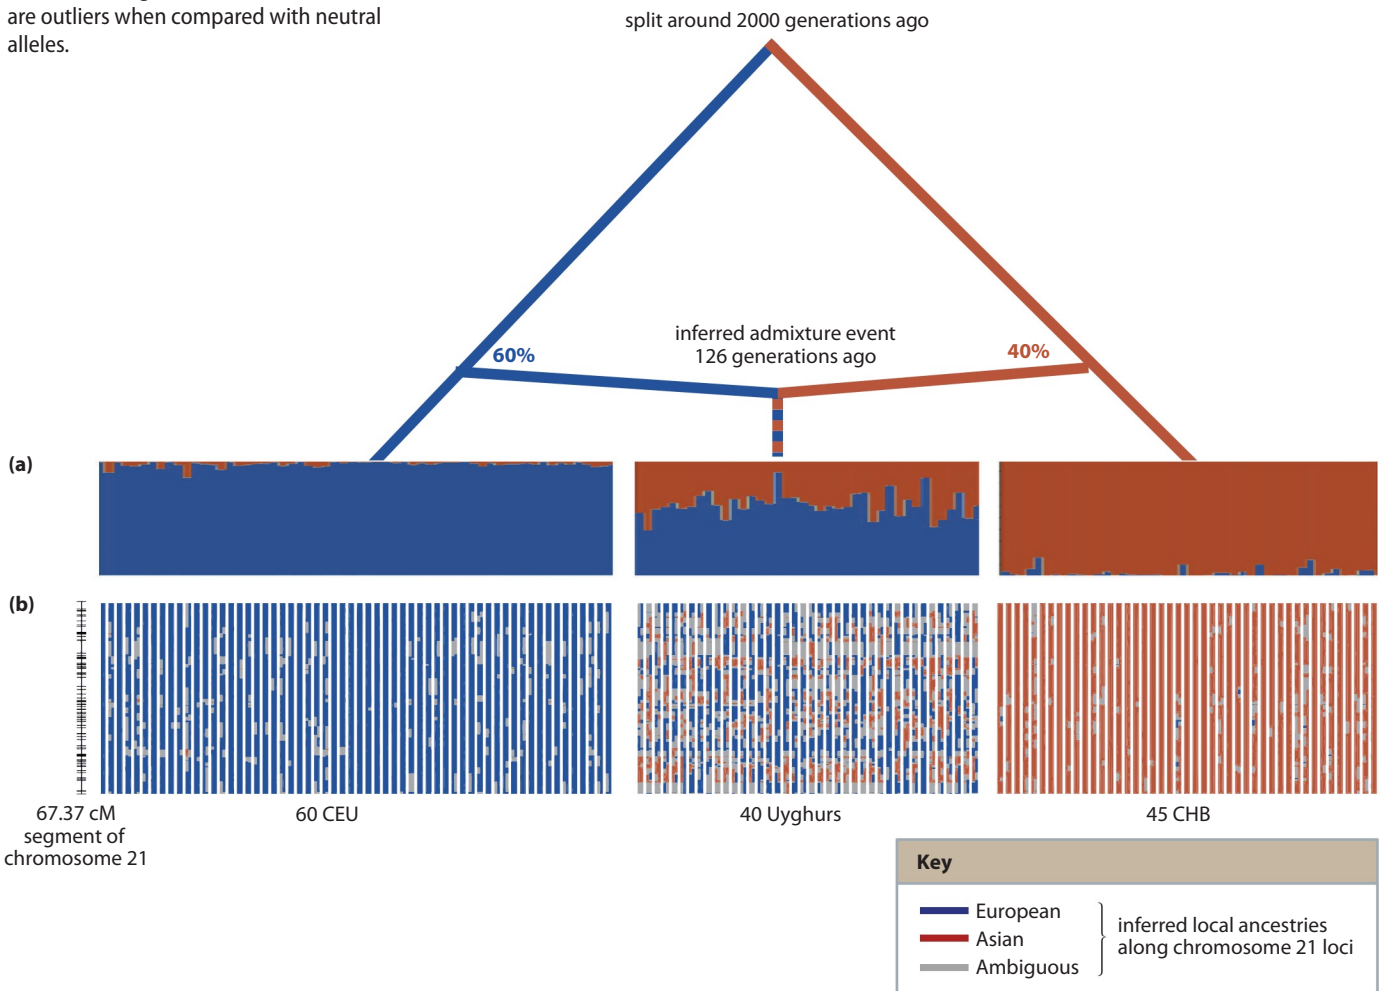 are outliers when compared with neutral
alleles.
split around 2000 generations ago
inferred admixture event
126 generations ago
60%
40%
(a)
(b)
67.37 cM
segment of
chromosome 21
60 CEU
40 Uyghurs
45 CHB
Key
European
Asian
Ambiguous
inferred local ancestries
along chromosome 21 loci